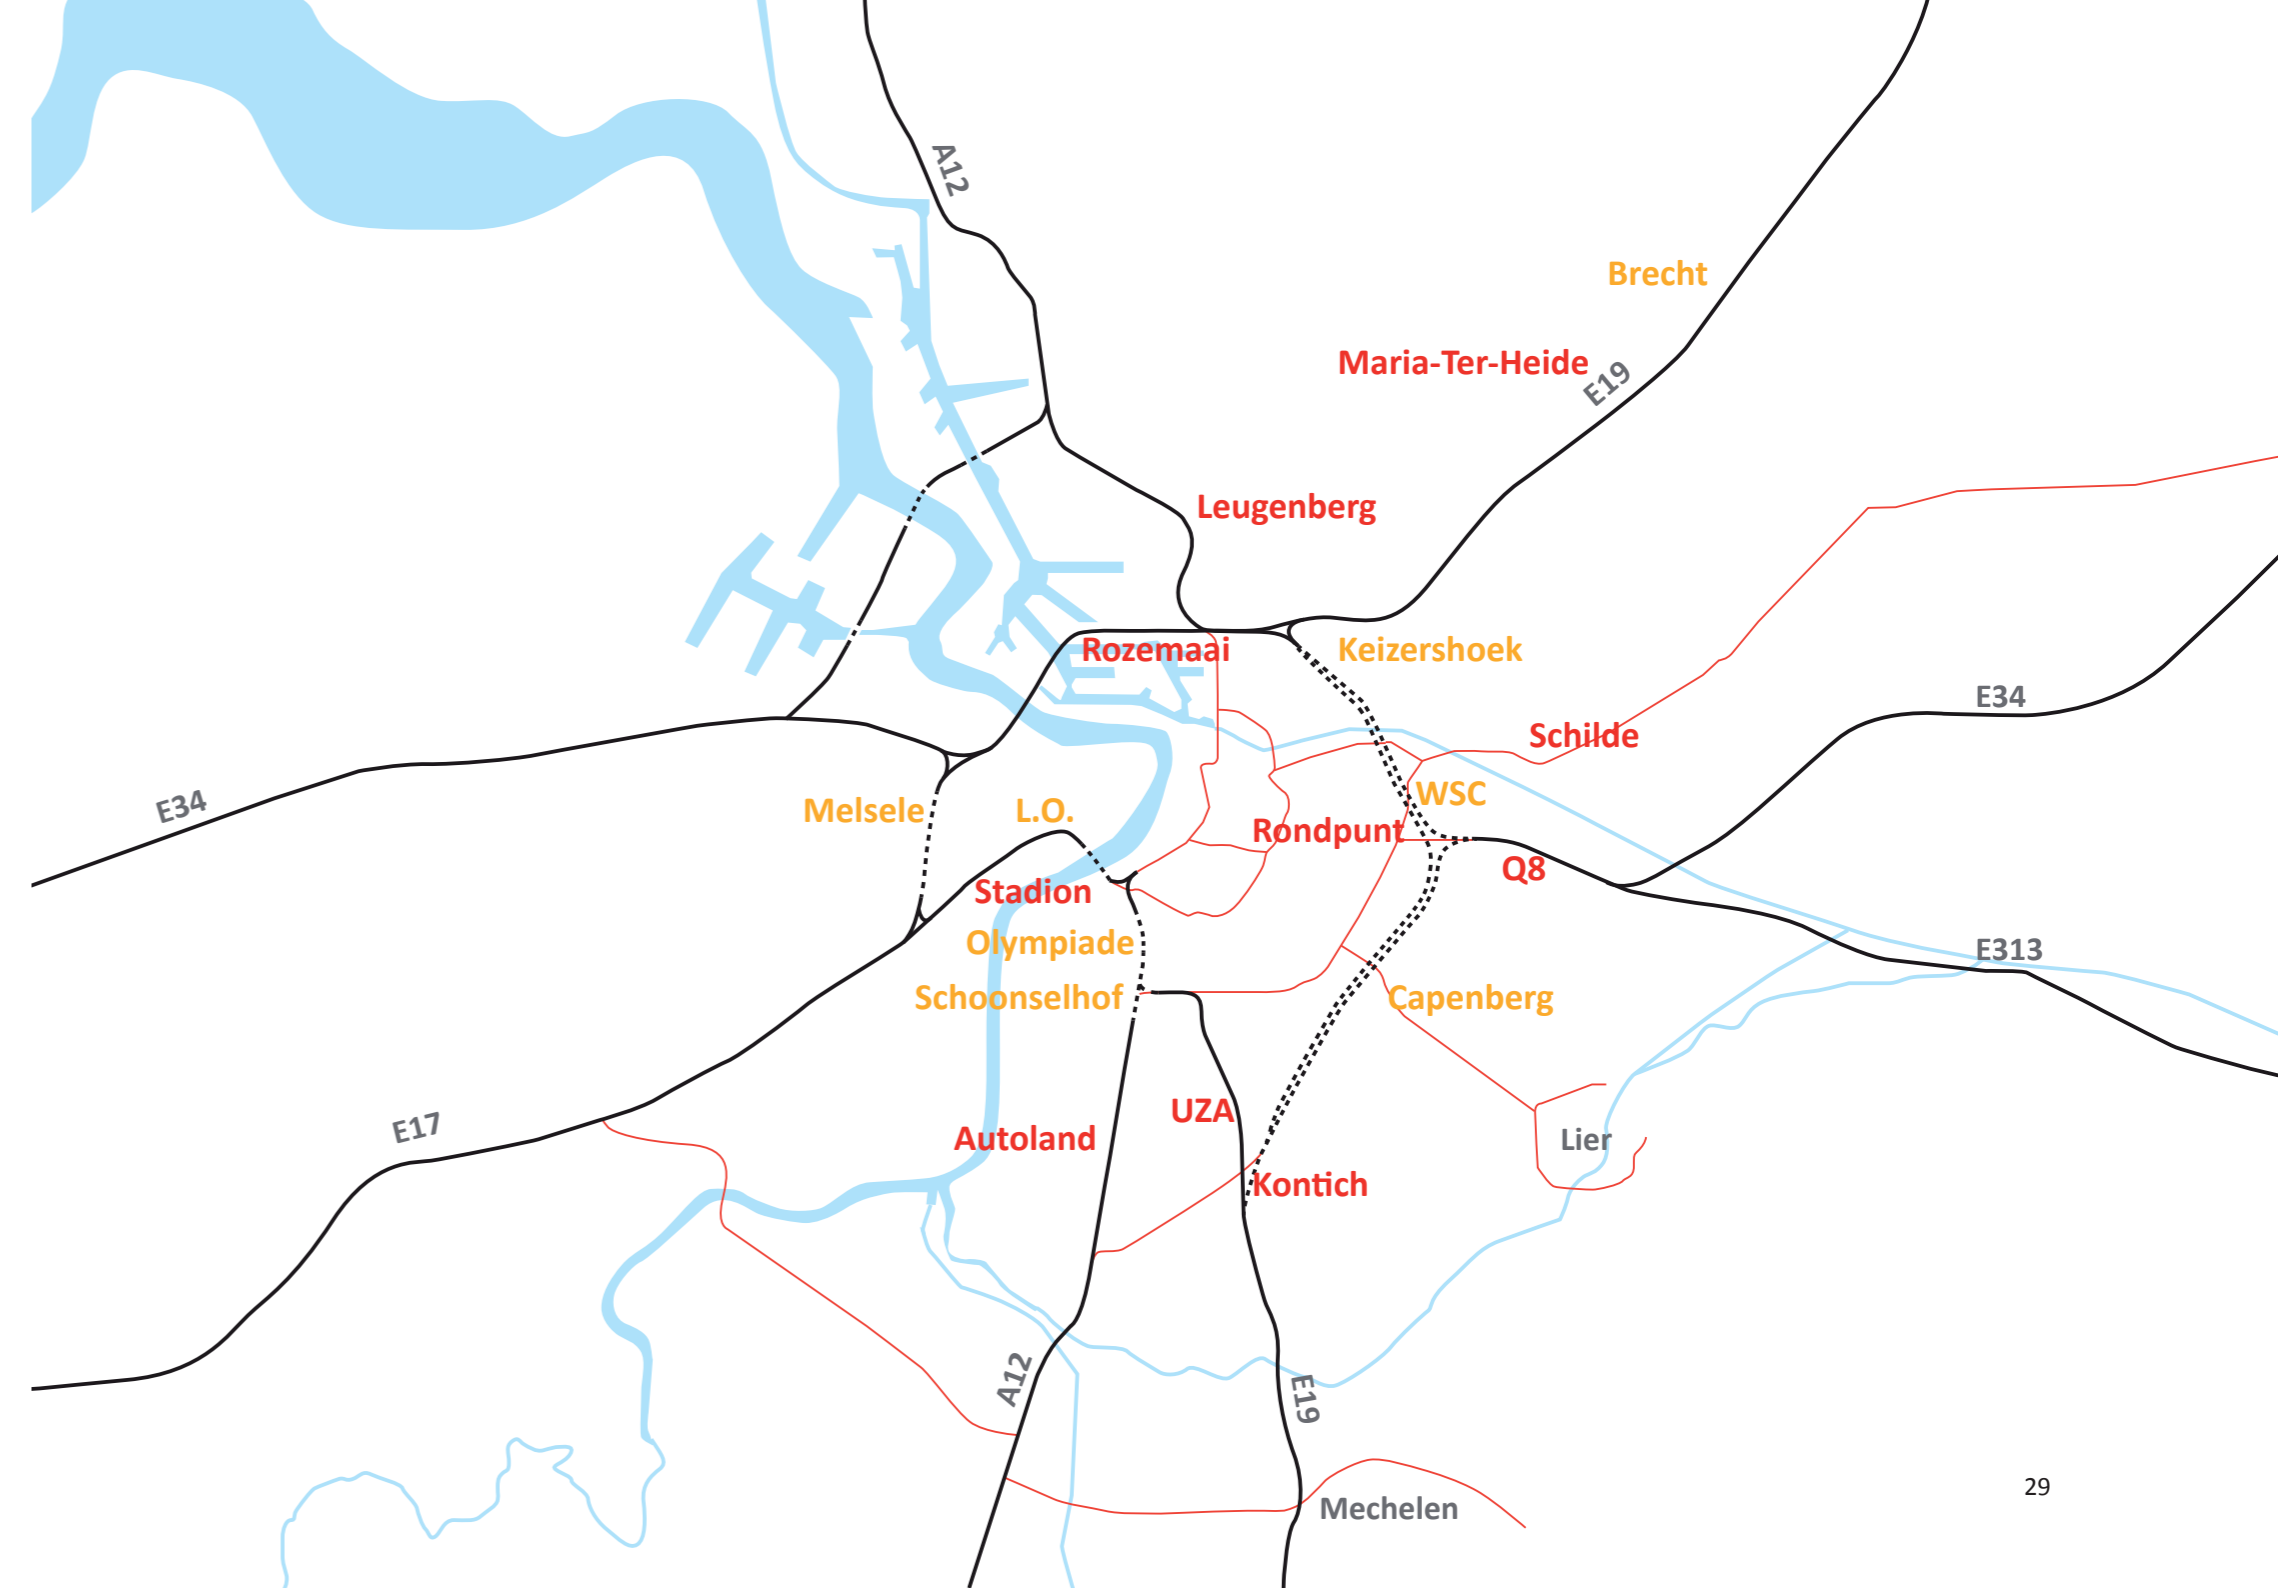 A12
Brecht
Maria-Ter-Heide
E19
Leugenberg
Rozemaai
Keizershoek
E34
Schilde
E34
Melsele
L.O.
WSC
Rondpunt
Q8
Stadion
Olympiade
E313
Schoonselhof
Capenberg
UZA
E17
Autoland
Lier
Kontich
A12
E19
Mechelen
29